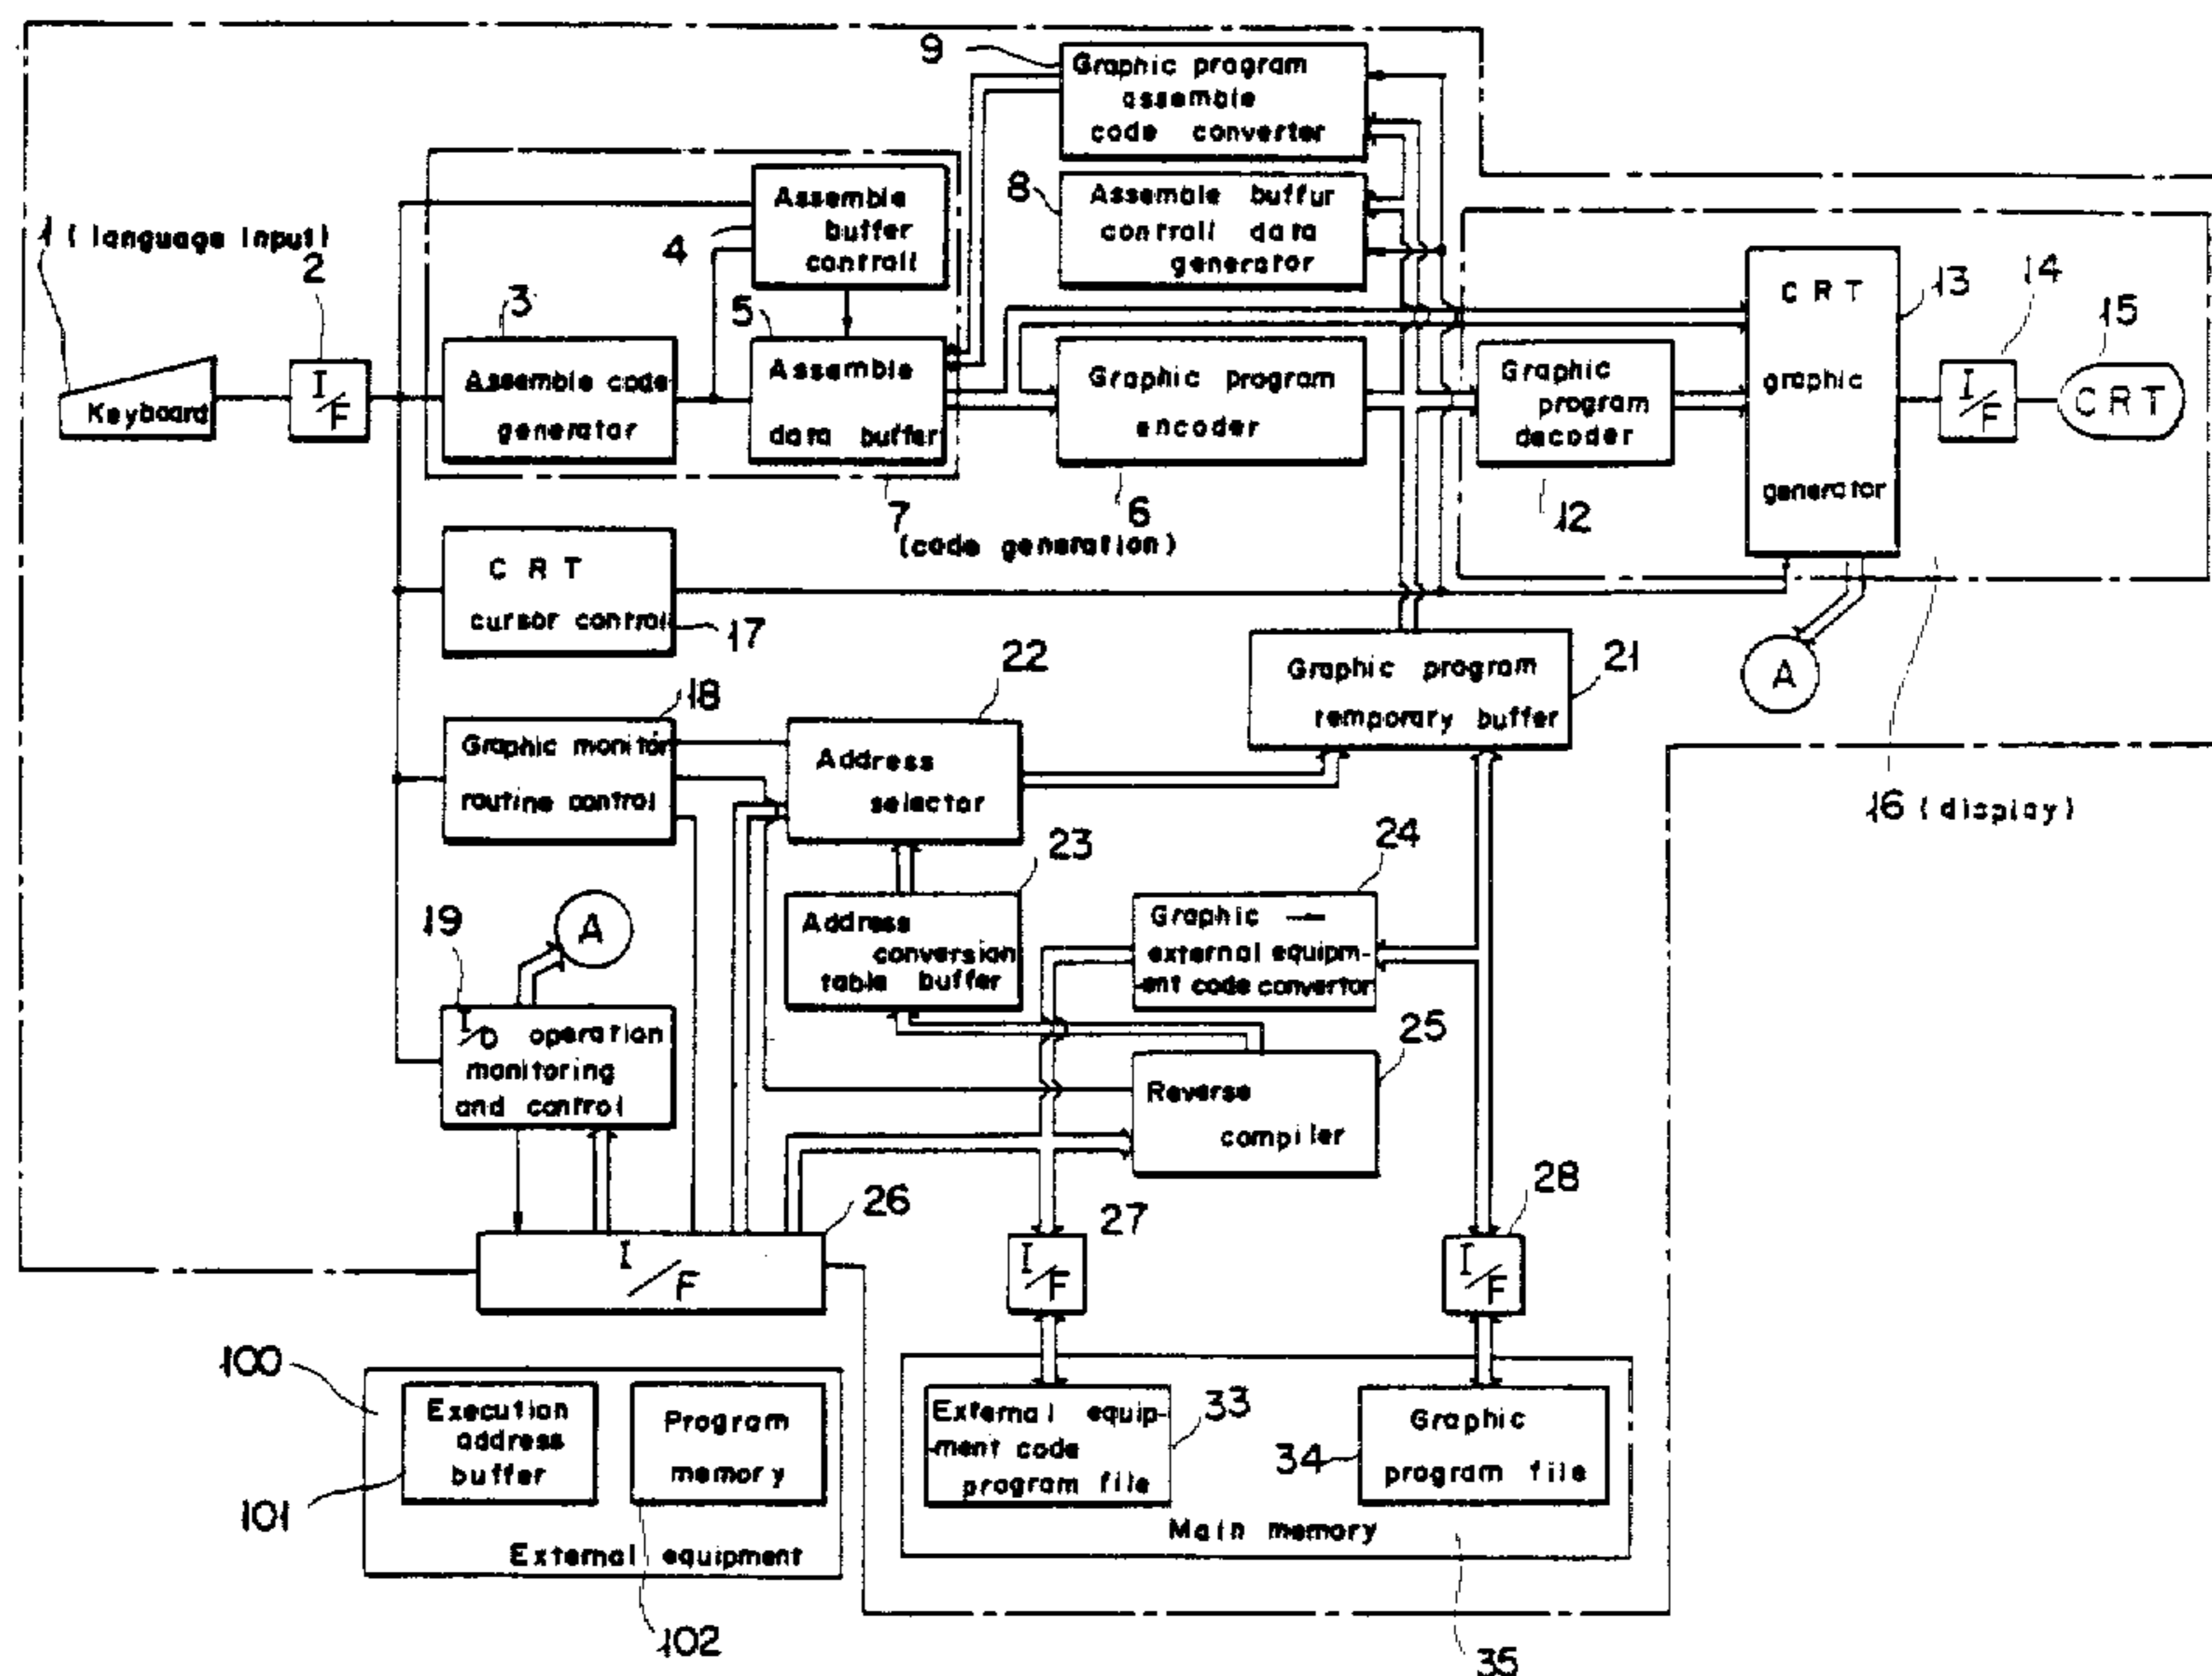 9
Graphic program
assemble
code converter
8
Assemble buffur
controll data
generator
Assemble
buffer
controll
4
1 ( language input)
2
I/F
Keyboard
3
Assemble code
generator
5
Assemble
data buffer
7
(code generation)
Graphic program
encoder
6
Graphic
program
decoder
12
CRT
graphic
generator
13
14
I/F
15
CRT
A
16 (display)
CRT
cursor control
17
18
Graphic monitor
routine control
22
Address
selector
21
Graphic program
remporary buffer
23
Address
conversion
table buffer
24
Graphic —
external equipm-
-ent code convertor
25
Reverse
compiler
19
A
I/O operation
monitoring
and control
26
I/F
27
I/F
28
I/F
100
Execution
address
buffer
101
Program
memory
102
External equipment
External equip-
-ment code
program file
33
34
Graphic
program file
Main memory
35